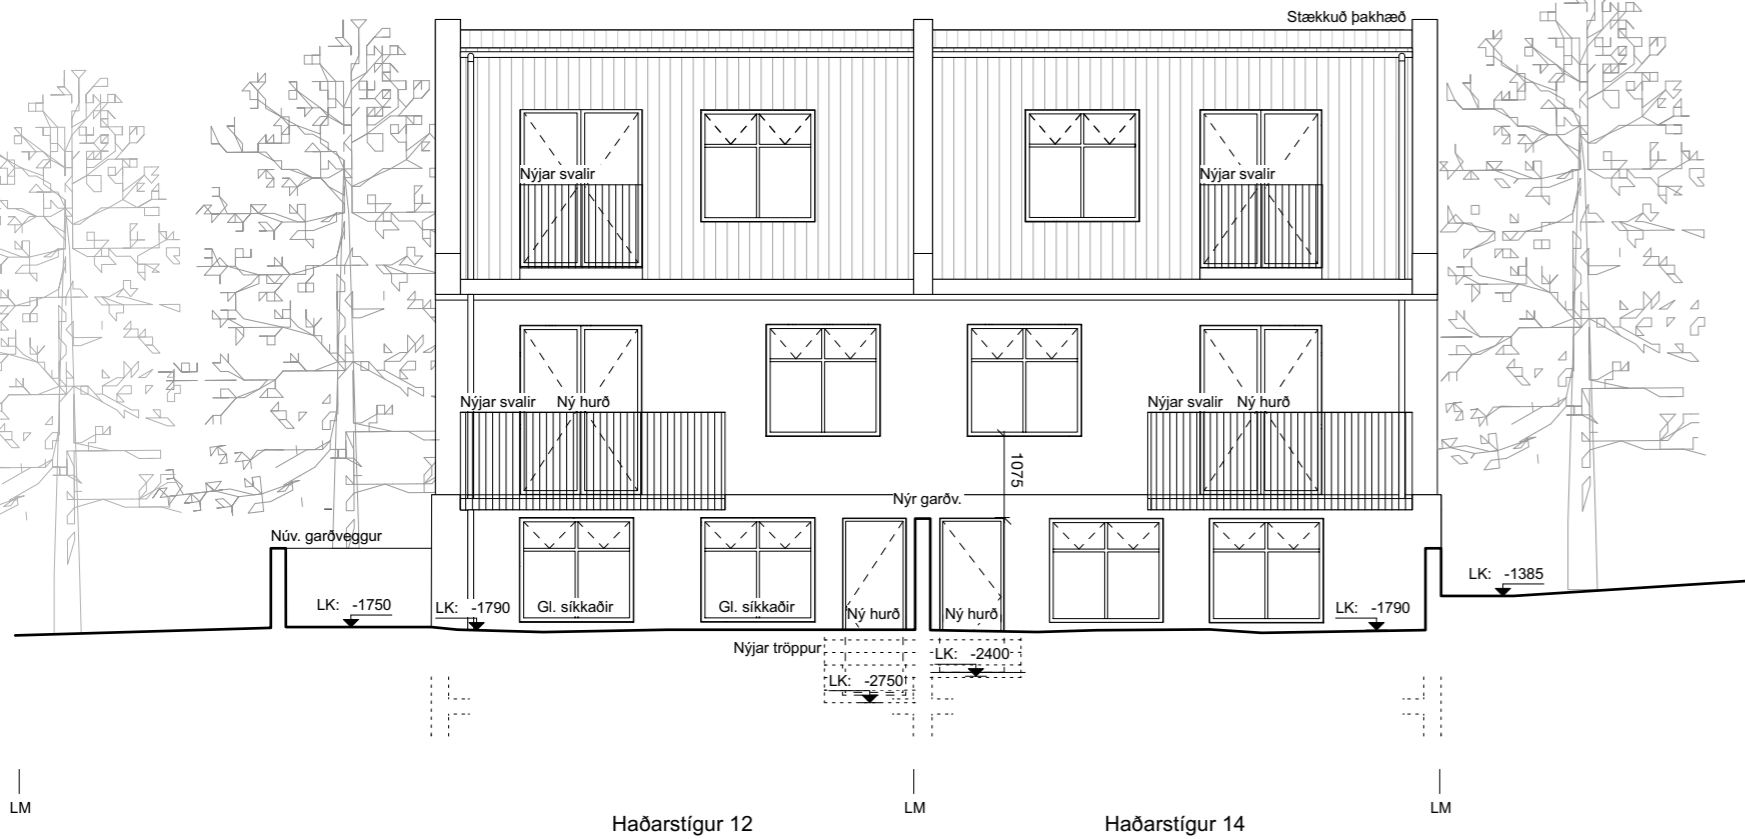 Stækkuð þakhæð
Nýjar svalir
Nýjar svalir
Nýjar svalir Ný hurð
Nýjar svalir Ný hurð
1075
Nýr garðv.
Núv. garðveggur
LK: -1385
LK: -1750
LK: -1790
Gl. síkkaðir
Gl. síkkaðir
Ný hurð
Ný hurð
LK: -1790
Nýjar tröppur
LK: -2400
LK: -2750
LM
LM
LM
Haðarstígur 12
Haðarstígur 14